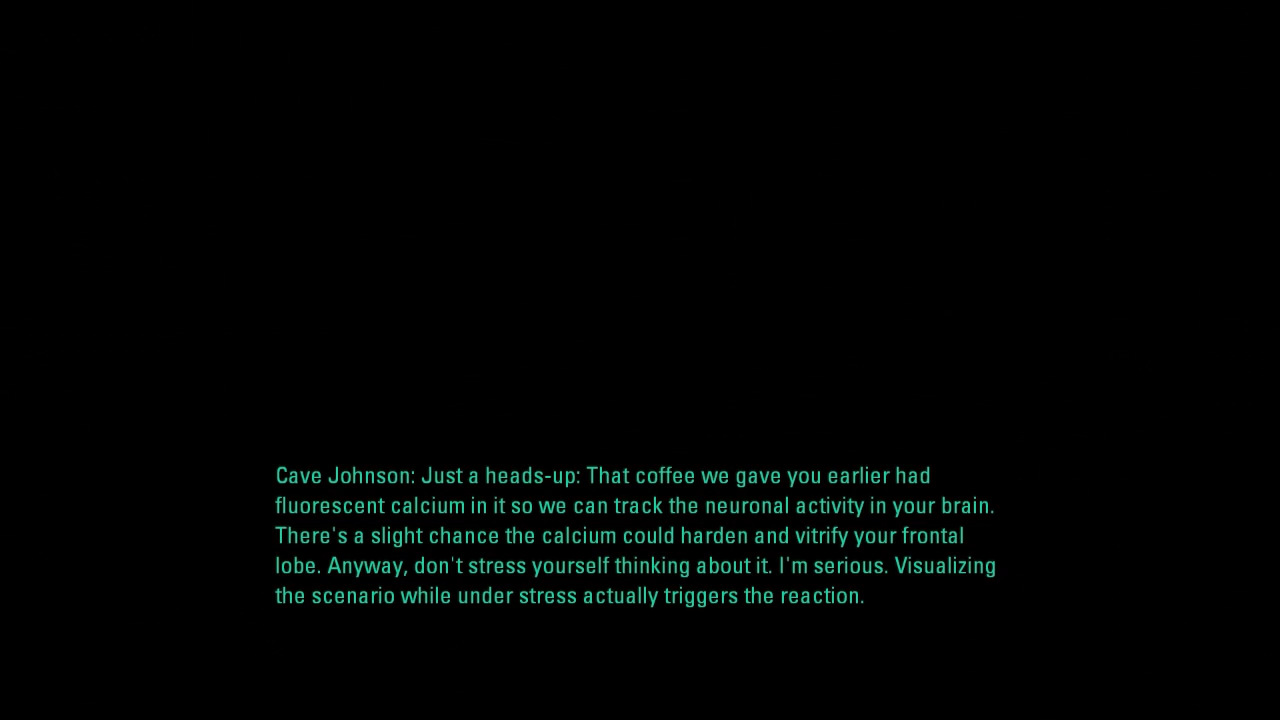 Cave Johnson: Just a heads-up: That coffee we gave you earlier had
fluorescent calcium in it so we can track the neuronal activity in your brain.
There's a slight chance the calcium could harden and vitrify your frontal
lobe. Anyway, don't stress yourself thinking about it. I'm serious. Visualizing
the scenario while under stress actually triggers the reaction.